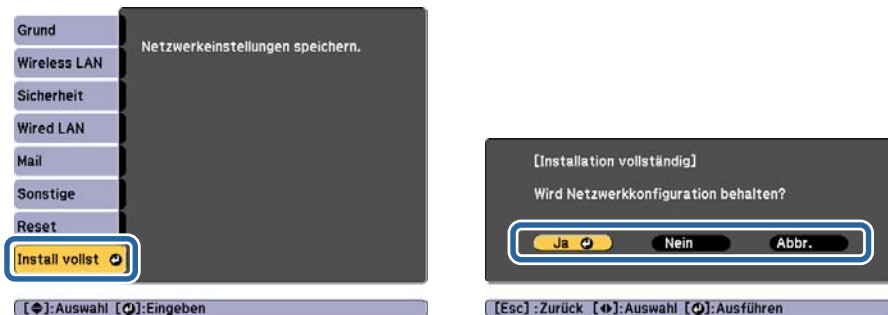 Grund
Wireless LAN
Sicherheit
Wired LAN
Mail
Sonstige
Reset
Install vollst
Netzwerkeinstellungen speichern.
[◆]:Auswahl [⏎]:Eingeben
[Installation vollständig]
Wird Netzwerkkonfiguration behalten?
Ja ⏎ Nein Abbr.
[Esc] :Zurück [◀▶]:Auswahl [⏎]:Ausführen